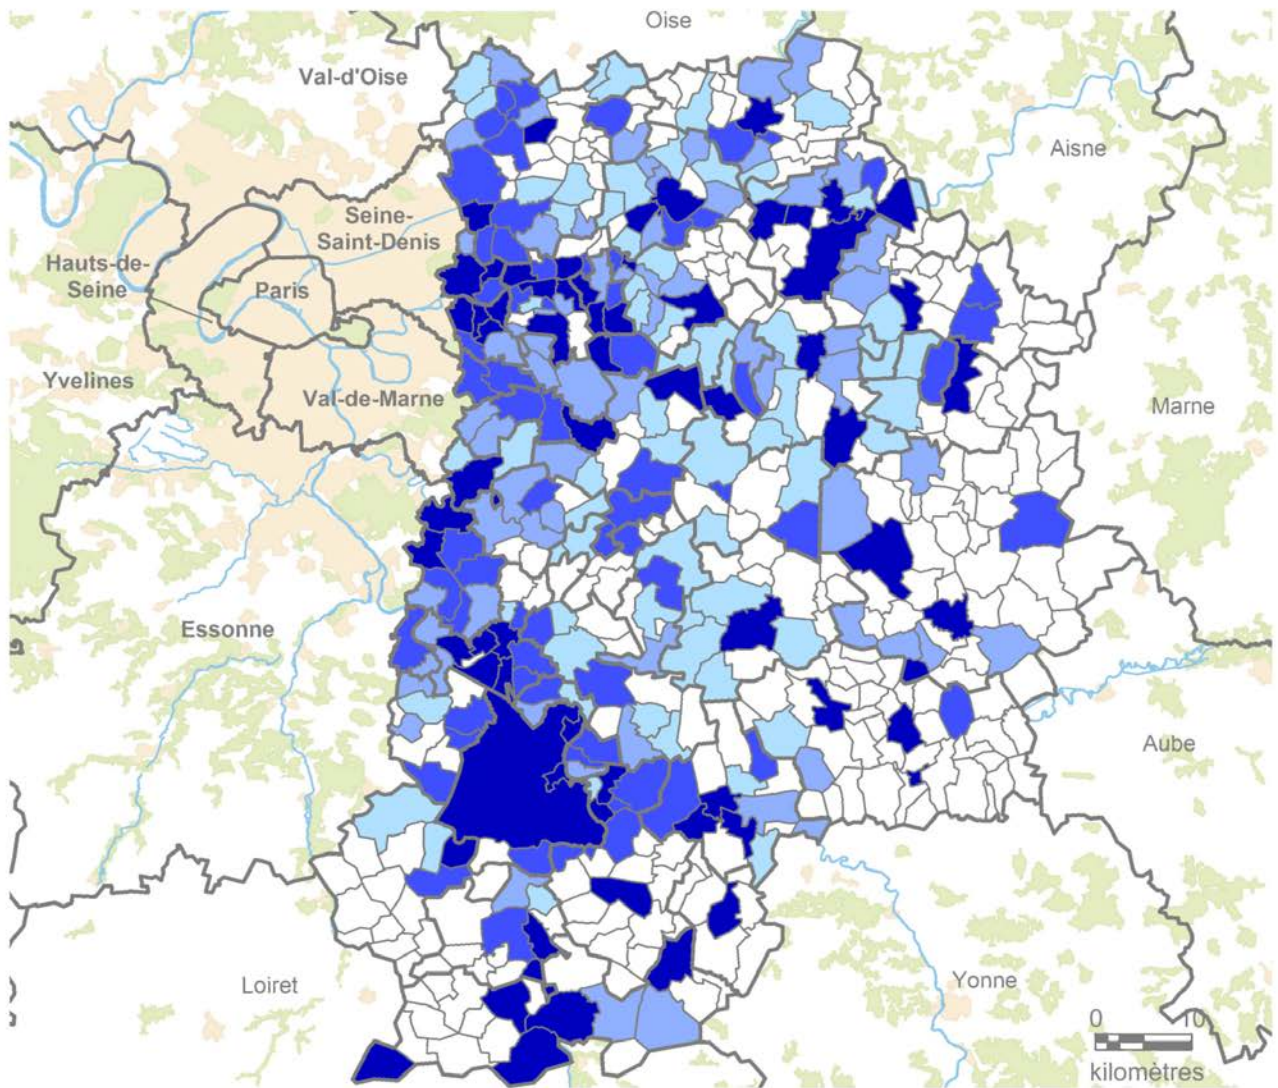 Oise
Val-d'Oise
Aisne
Seine-
Saint-Denis
Hauts-de-
Seine
Paris
Yvelines
Val-de-Marne
Marne
Essonne
Aube
Loiret
Yonne
0 10
kilomètres